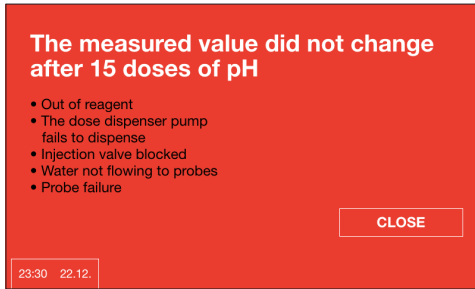 The measured value did not change
after 15 doses of pH
• Out of reagent
• The dose dispenser pump
fails to dispense
• Injection valve blocked
• Water not flowing to probes
• Probe failure
CLOSE
23:30 22.12.